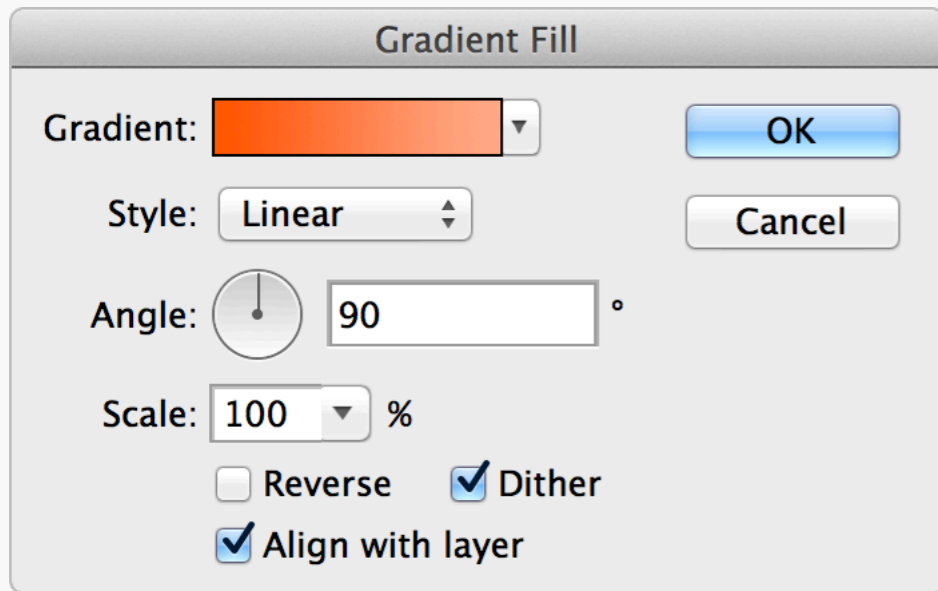 Gradient Fill
Gradient:
OK
Style: Linear
Cancel
Angle: 90 °
Scale: 100 %
Reverse Dither
Align with layer